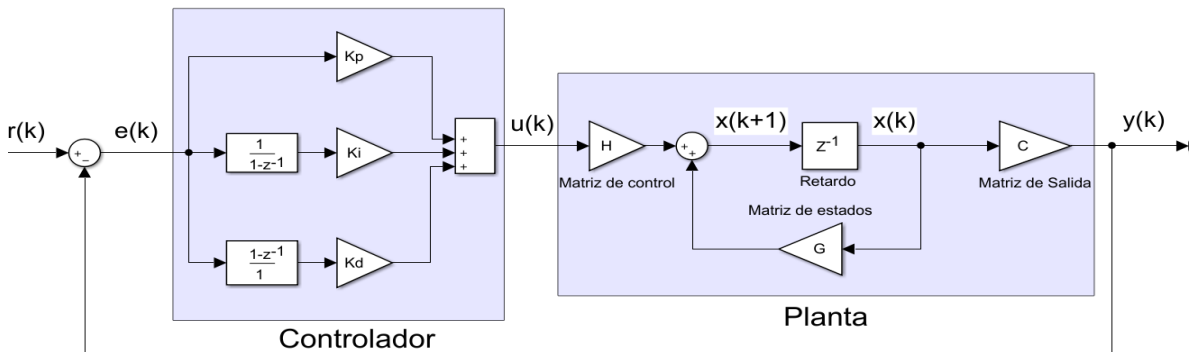 r(k)
e(k)
Kp
1
1-z⁻¹
Ki
1-z⁻¹
1
Kd
+
+
+
Controlador
u(k)
H
Matriz de control
x(k+1)
z⁻¹
Retardo
x(k)
C
Matriz de Salida
y(k)
Matriz de estados
G
Planta
+
−
+
+